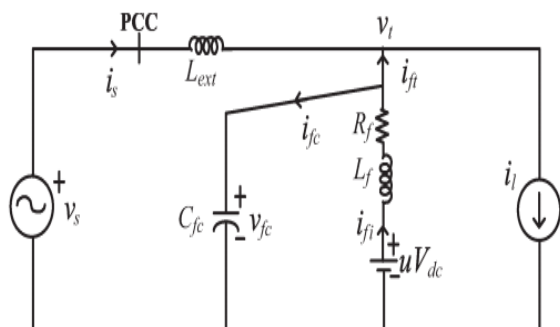 PCC
v_t
i_s
L_ext
i_ft
i_fc
R_f
L_f
i_l
+
v_s
C_fc
+
v_fc
-
i_fi
+
-
uV_dc